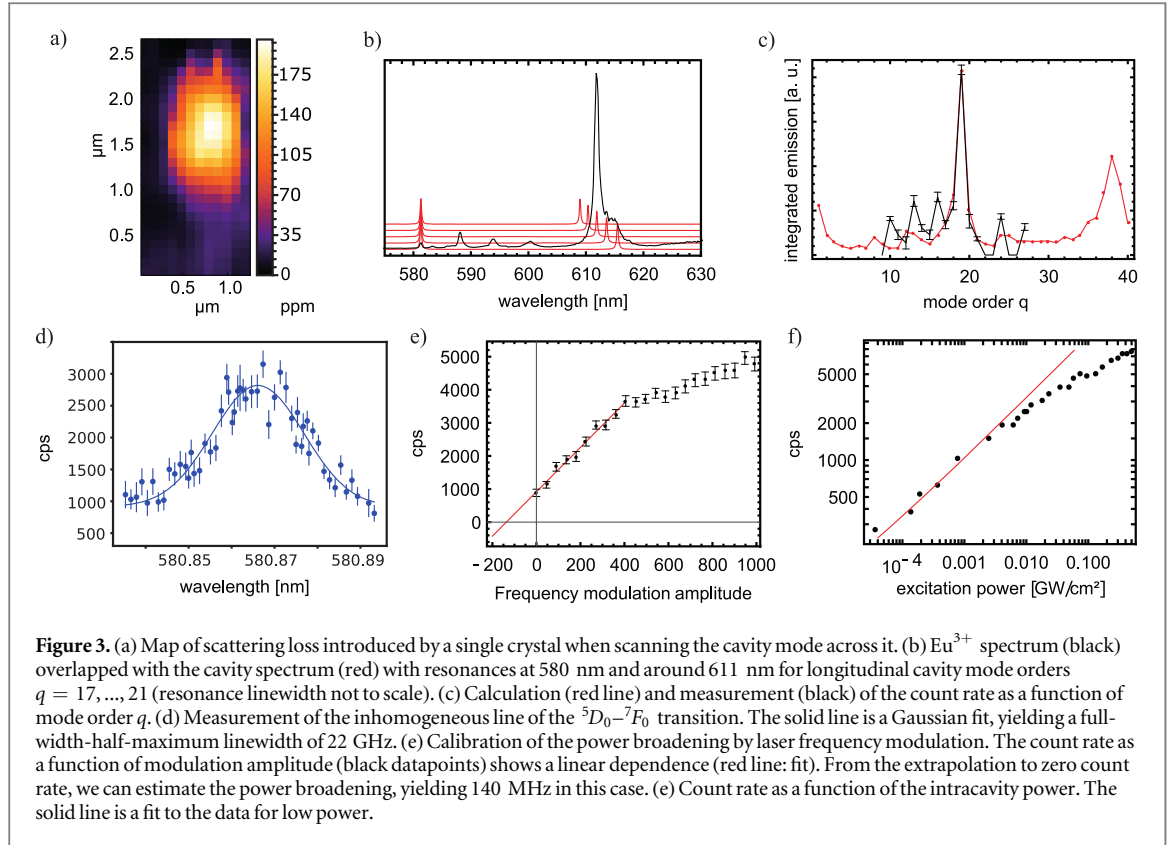 a)
2.5
2.0
1.5
1.0
0.5
μm
0.5 1.0
μm
175
140
105
70
35
0
ppm
b)
580 590 600 610 620 630
wavelength [nm]
c)
integrated emission [a. u.]
10 20 30 40
mode order q
d)
3000
2500
2000
1500
1000
500
cps
580.85 580.87 580.89
wavelength [nm]
e)
5000
4000
3000
2000
1000
0
cps
-200 0 200 400 600 800 1000
Frequency modulation amplitude
f)
5000
1000
500
cps
10⁻⁴ 0.001 0.010 0.100
excitation power [GW/cm²]
Figure 3. (a) Map of scattering loss introduced by a single crystal when scanning the cavity mode across it. (b) Eu³⁺ spectrum (black)
overlapped with the cavity spectrum (red) with resonances at 580 nm and around 611 nm for longitudinal cavity mode orders
q = 17, ..., 21 (resonance linewidth not to scale). (c) Calculation (red line) and measurement (black) of the count rate as a function of
mode order q. (d) Measurement of the inhomogeneous line of the ⁵D₀–⁷F₀ transition. The solid line is a Gaussian fit, yielding a full-
width-half-maximum linewidth of 22 GHz. (e) Calibration of the power broadening by laser frequency modulation. The count rate as
a function of modulation amplitude (black datapoints) shows a linear dependence (red line: fit). From the extrapolation to zero count
rate, we can estimate the power broadening, yielding 140 MHz in this case. (e) Count rate as a function of the intracavity power. The
solid line is a fit to the data for low power.